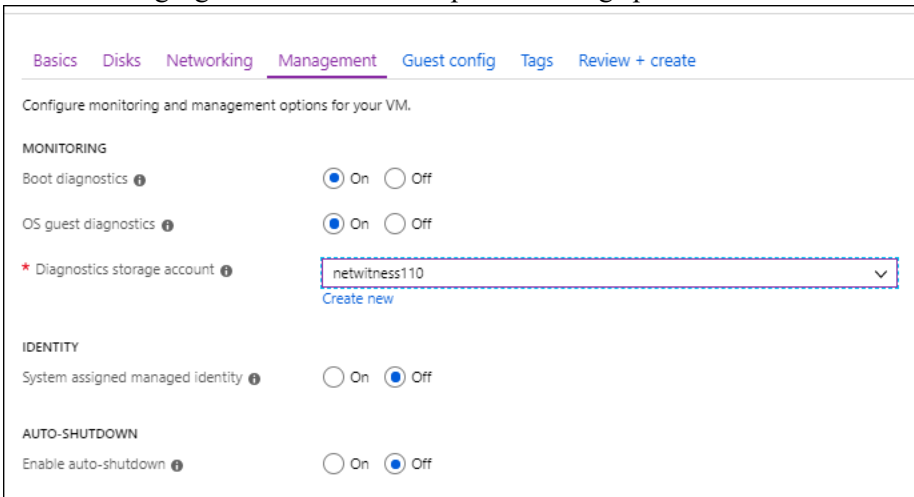 Basics Disks Networking Management Guest config Tags Review + create
Configure monitoring and management options for your VM.
MONITORING
Boot diagnostics On Off
OS guest diagnostics On Off
* Diagnostics storage account netwitness110
Create new
IDENTITY
System assigned managed identity On Off
AUTO-SHUTDOWN
Enable auto-shutdown On Off